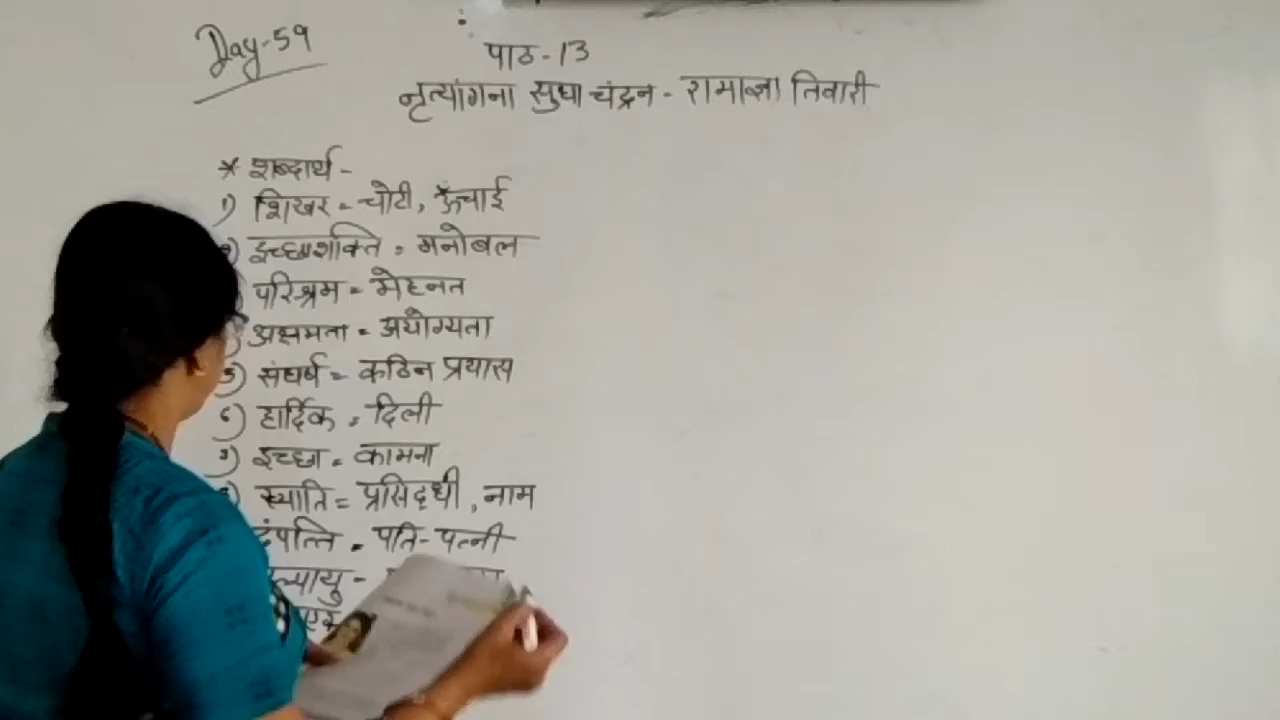 Day-59
पाठ-13
नृत्यांगना सुधा चंद्रन - रामाज्ञा तिवारी
* शब्दार्थ -
1) शिखर = चोटी, ऊँचाई
इच्छाशक्ति = मनोबल
परिश्रम = मेहनत
अक्षमता = अयोग्यता
5) संघर्ष = कठिन प्रयास
6) हार्दिक = दिली
7) इच्छा = कामना
ख्याति = प्रसिद्धी, नाम
दंपत्ति = पति-पत्नी